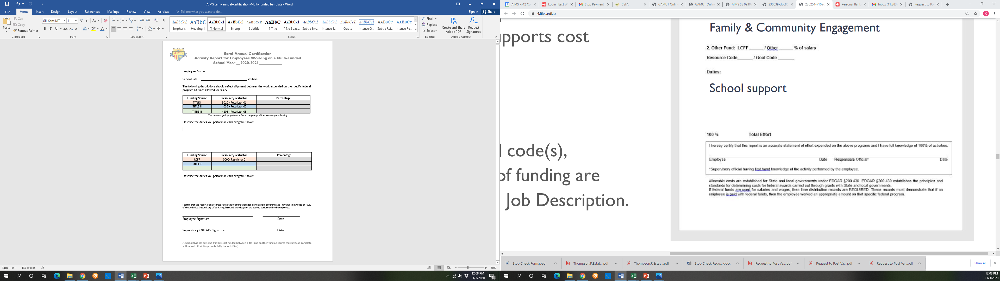 AIMS semi-annual-certification-Multi-funded template - Word
File Home Insert Design Layout References Mailings Review View Acrobat Tell me what you want to do... Sign in Share
Paste
Cut
Copy
Format Painter
Clipboard
Gill Sans MT 11
Font
Paragraph
AaBbCcI AaBbC AaBbCcI AaBbCcI AaBbCcD AaBbC AaBbCcI AaBbCcI AaBbCcI AaBbCcI AaBbCcI AABBCC AABBCC
Emphasis Heading 1 ¶ Normal Strong Subtitle ¶ Title ¶ No Spac... Subtle Em... Intense E... Quote Intense Q... Subtle Ref... Intense Re...
Styles
Find
Replace
Select
Editing
Create and Share Adobe PDF
Request Signatures
Adobe Acrobat
AIMS
Semi-Annual Certification
Activity Report for Employees Working on a Multi-Funded
School Year __2020-2021____________
Employee Name: ______________________
School Site: _________________________Position ________________
The following descriptions should reflect alignment between the work expended on the specific federal
program ad funds allowed for salary
Funding Source Resource/Restrictor Percentage
TITLE I 3010 - Restrictor 01
TITLE II 4035 - Restrictor 02
TITLE III 4203 - Restrictor 03
The percentage is populated is based on your positions current year funding
Describe the duties you perform in each program shown:
Funding Source Resource/Restrictor Percentage
LCFF 0000- Restrictor 0
OTHER
Describe the duties you perform in each program shown:
I certify that the report is an accurate statement of effort expended on the above programs and I have full knowledge of 100%
of the activities. Supervisory office having firsthand knowledge of the activity performed by the employee.
Employee Signature Date
Supervisory Official's Signature Date
A school that has any staff that are split funded between Title I and another funding source must instead complete
a Time and Effort Program Activity Report (PAR).
Page 1 of 1 137 words
80%
12:08 PM
11/3/2020
18
AIMS K-12 Co Login | East W Stop Payment CSFA GAMUT Onlin GAMUT Onlin AIMS SE 0930 230639-dbc8 230251-7109 Personal Bank Inbox (11,383) Request to Po
4.files.edl.io
K
pports cost
code(s),
of funding are
Job Description.
Family & Community Engagement
2. Other Fund: LCFF ______ / Other ______ % of salary
Resource Code______ / Goal Code ______
Duties:
School support
100 % Total Effort
I hereby certify that this report is an accurate statement of effort expended on the above programs and I have full knowledge of 100% of activities.
Employee Date Responsible Official* Date
*Supervisory official having first hand knowledge of the activity performed by the employee.
Allowable costs are established for State and local governments under EDGAR §200.430. EDGAR §200.430 establishes the principles and
standards for determining costs for federal awards carried out through grants with State and local governments.
If federal funds are used for salaries and wages, then time distribution records are REQUIRED. These records must demonstrate that if an
employee is paid with federal funds, then the employee worked an appropriate amount on that specific federal program.
Stop Check Form.jpeg Thompson,R,Estat....pdf Thompson,R,Estat....pdf Stop Check Requ....docx Request to Post Va....pdf Request to Post Va....pdf Request to Post Va....pdf Show all
12:08 PM
11/3/2020